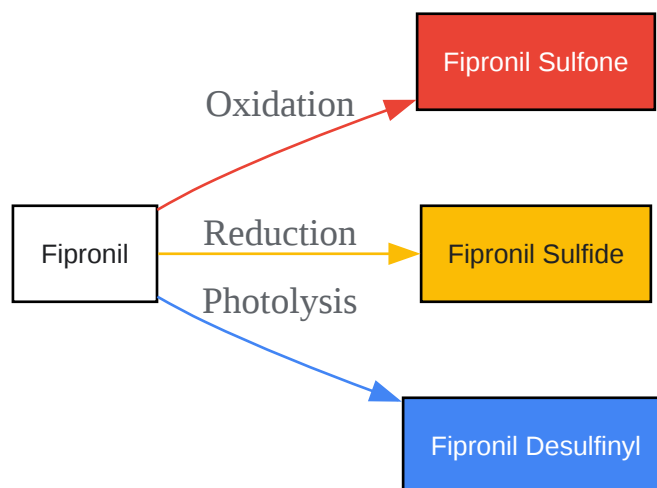 Fipronil Sulfone
Oxidation
Fipronil
Reduction
Fipronil Sulfide
Photolysis
Fipronil Desulfinyl